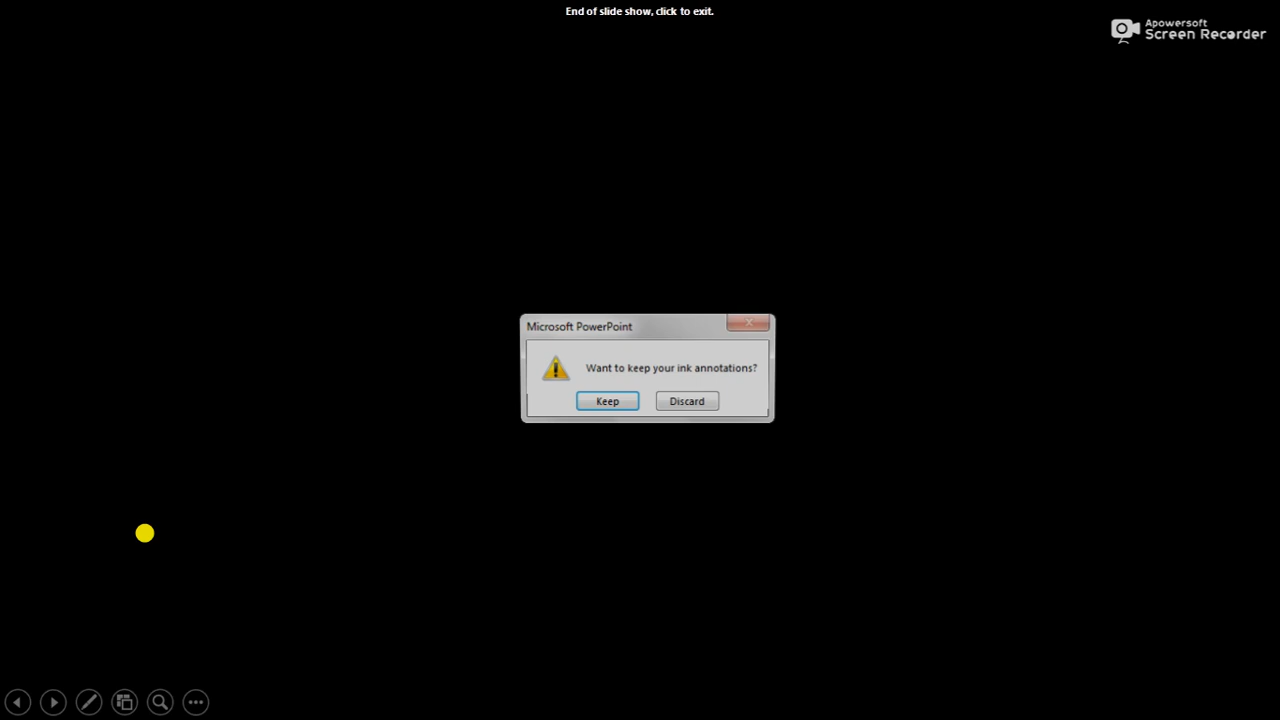 End of slide show, click to exit.
Apowersoft
Screen Recorder
Microsoft PowerPoint
Want to keep your ink annotations?
Keep Discard